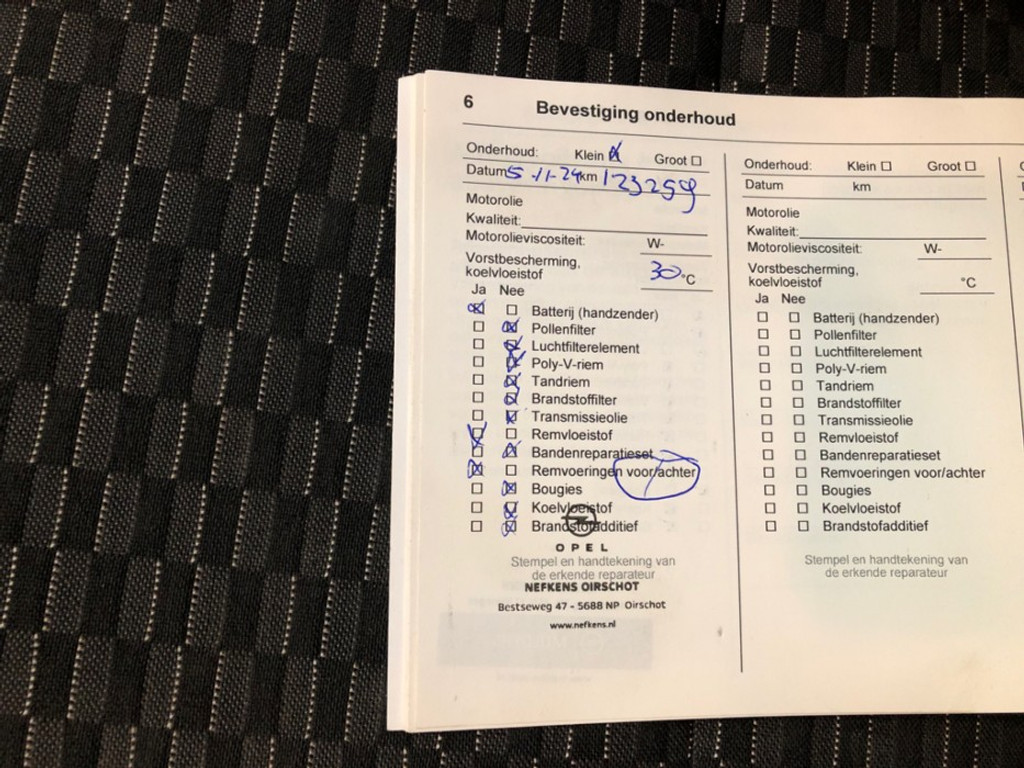 6 Bevestiging onderhoud
Onderhoud: Klein Groot
Datum 5-11-24 km 123259
Motorolie
Kwaliteit:
Motorolieviscositeit: W-
Vorstbescherming,
koelvloeistof 30 °C
Ja Nee
Batterij (handzender)
Pollenfilter
Luchtfilterelement
Poly-V-riem
Tandriem
Brandstoffilter
Transmissieolie
Remvloeistof
Bandenreparatieset
Remvoeringen voor/achter
Bougies
Koelvloeistof
Brandstofadditief
OPEL
Stempel en handtekening van
de erkende reparateur
NEFKENS OIRSCHOT
Bestseweg 47 - 5688 NP Oirschot
www.nefkens.nl
Onderhoud: Klein Groot
Datum km
Motorolie
Kwaliteit:
Motorolieviscositeit: W-
Vorstbescherming,
koelvloeistof °C
Ja Nee
Batterij (handzender)
Pollenfilter
Luchtfilterelement
Poly-V-riem
Tandriem
Brandstoffilter
Transmissieolie
Remvloeistof
Bandenreparatieset
Remvoeringen voor/achter
Bougies
Koelvloeistof
Brandstofadditief
Stempel en handtekening van
de erkende reparateur